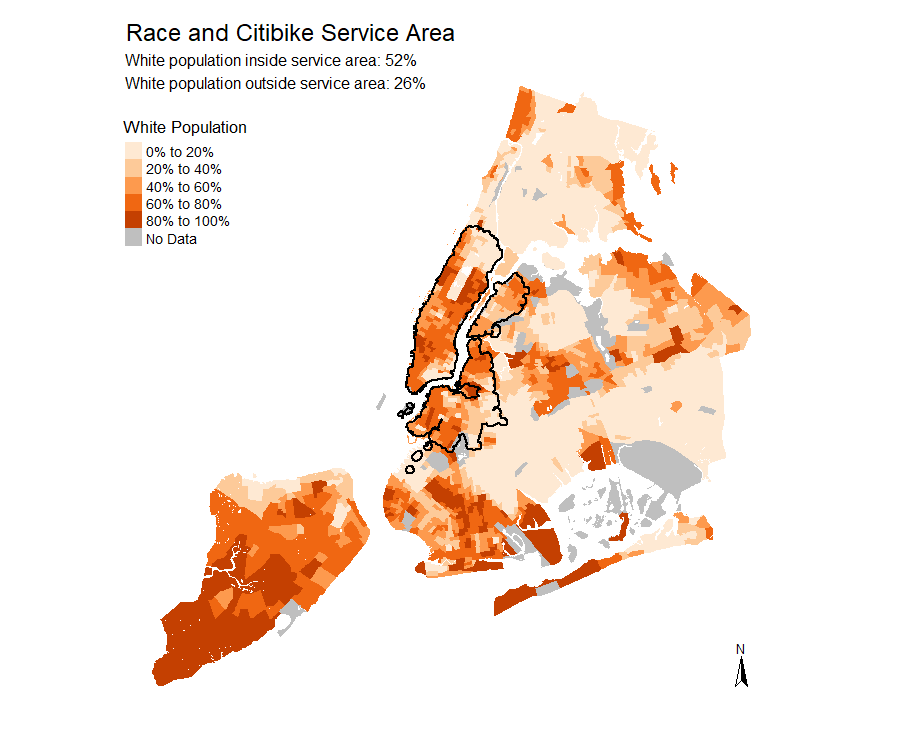 Race and Citibike Service Area
White population inside service area: 52%
White population outside service area: 26%
White Population
0% to 20%
20% to 40%
40% to 60%
60% to 80%
80% to 100%
No Data
N